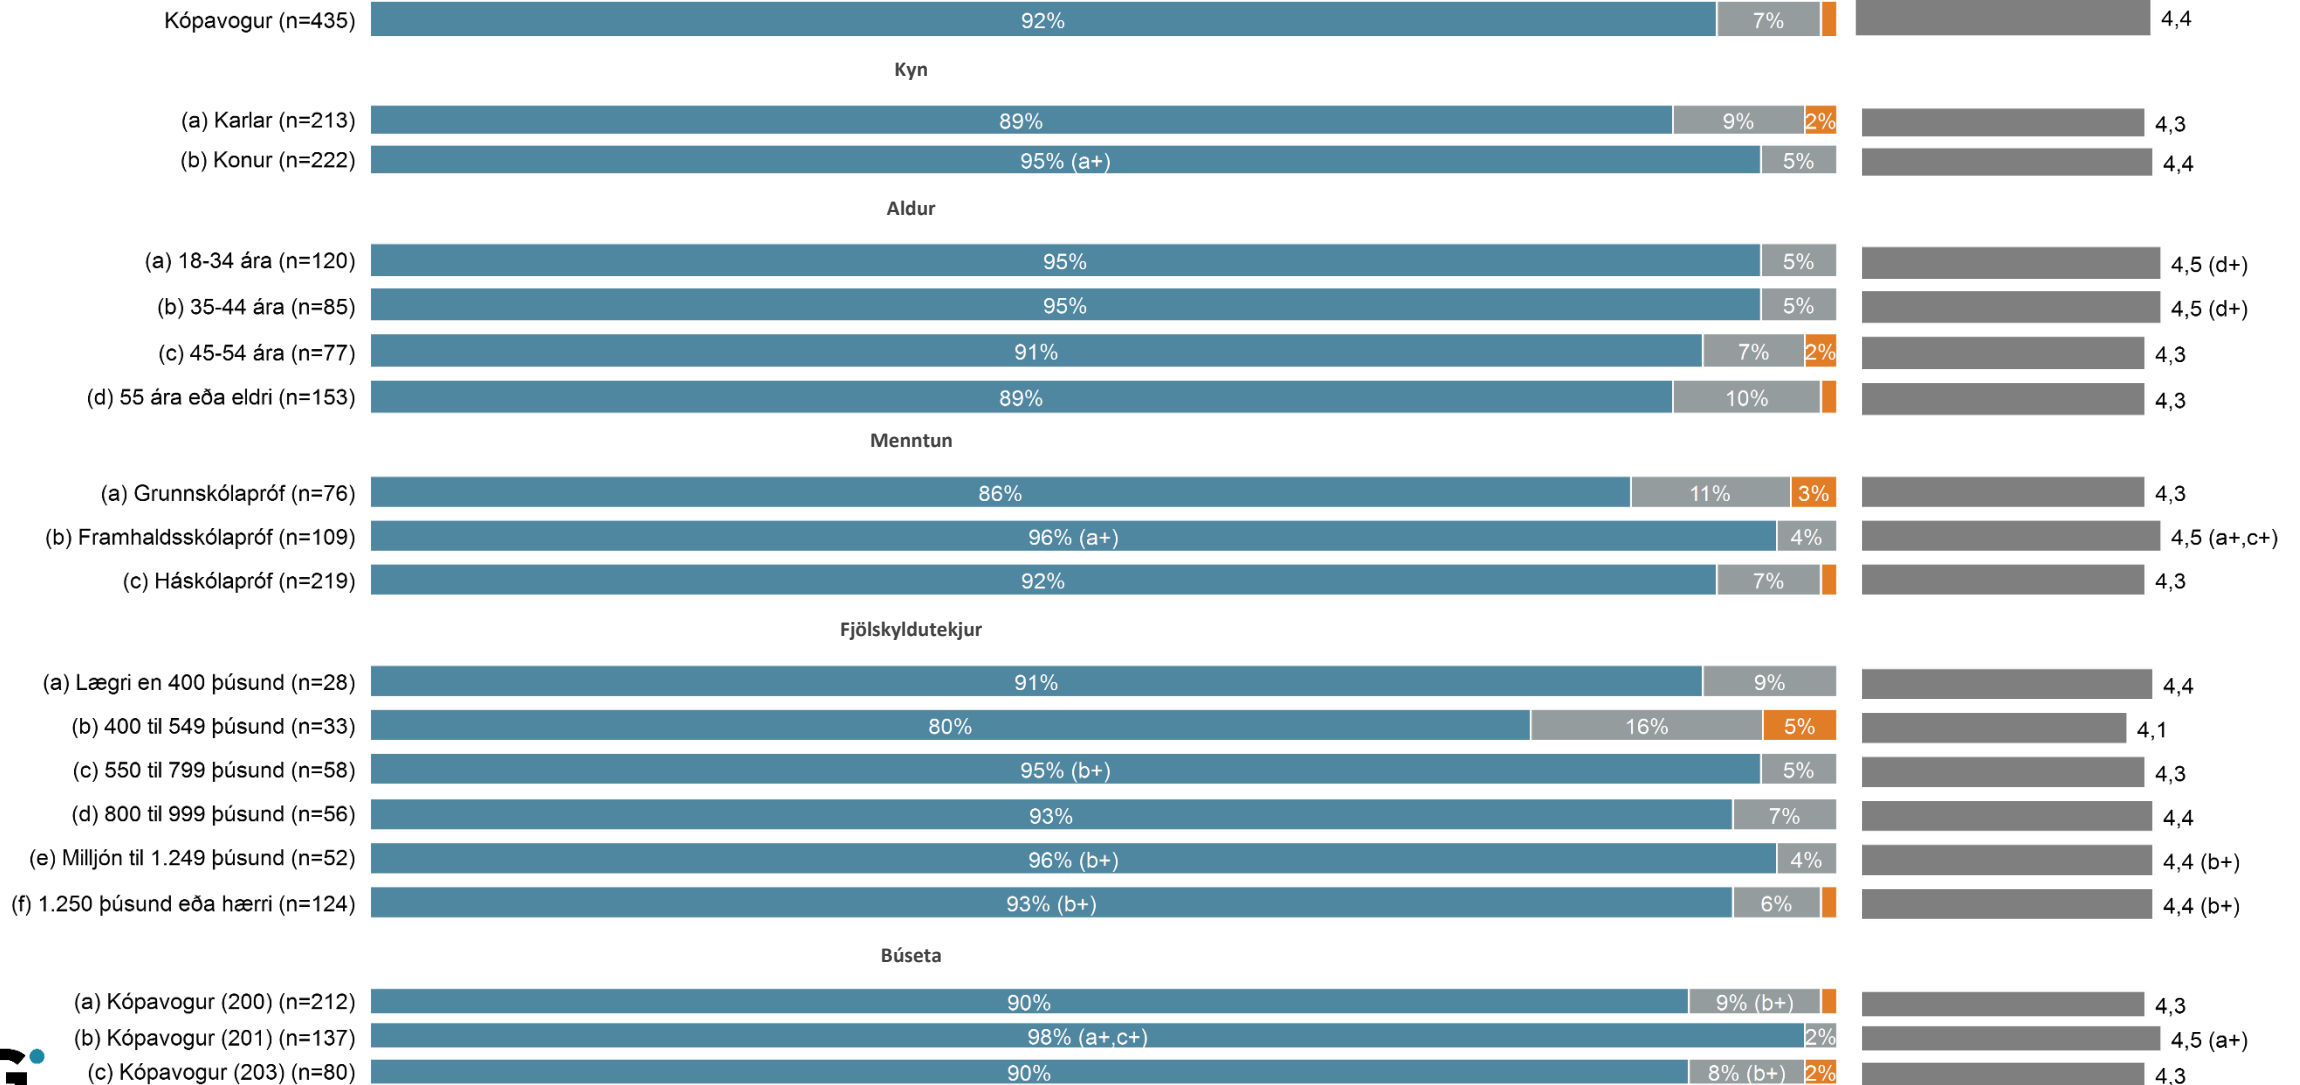 Kópavogur (n=435) 92% 7% 4,4
Kyn
(a) Karlar (n=213) 89% 9% 2% 4,3
(b) Konur (n=222) 95% (a+) 5% 4,4
Aldur
(a) 18-34 ára (n=120) 95% 5% 4,5 (d+)
(b) 35-44 ára (n=85) 95% 5% 4,5 (d+)
(c) 45-54 ára (n=77) 91% 7% 2% 4,3
(d) 55 ára eða eldri (n=153) 89% 10% 4,3
Menntun
(a) Grunnskólapróf (n=76) 86% 11% 3% 4,3
(b) Framhaldsskólapróf (n=109) 96% (a+) 4% 4,5 (a+,c+)
(c) Háskólapróf (n=219) 92% 7% 4,3
Fjölskyldutekjur
(a) Lægri en 400 þúsund (n=28) 91% 9% 4,4
(b) 400 til 549 þúsund (n=33) 80% 16% 5% 4,1
(c) 550 til 799 þúsund (n=58) 95% (b+) 5% 4,3
(d) 800 til 999 þúsund (n=56) 93% 7% 4,4
(e) Milljón til 1.249 þúsund (n=52) 96% (b+) 4% 4,4 (b+)
(f) 1.250 þúsund eða hærri (n=124) 93% (b+) 6% 4,4 (b+)
Búseta
(a) Kópavogur (200) (n=212) 90% 9% (b+) 4,3
(b) Kópavogur (201) (n=137) 98% (a+,c+) 2% 4,5 (a+)
(c) Kópavogur (203) (n=80) 90% 8% (b+) 2% 4,3